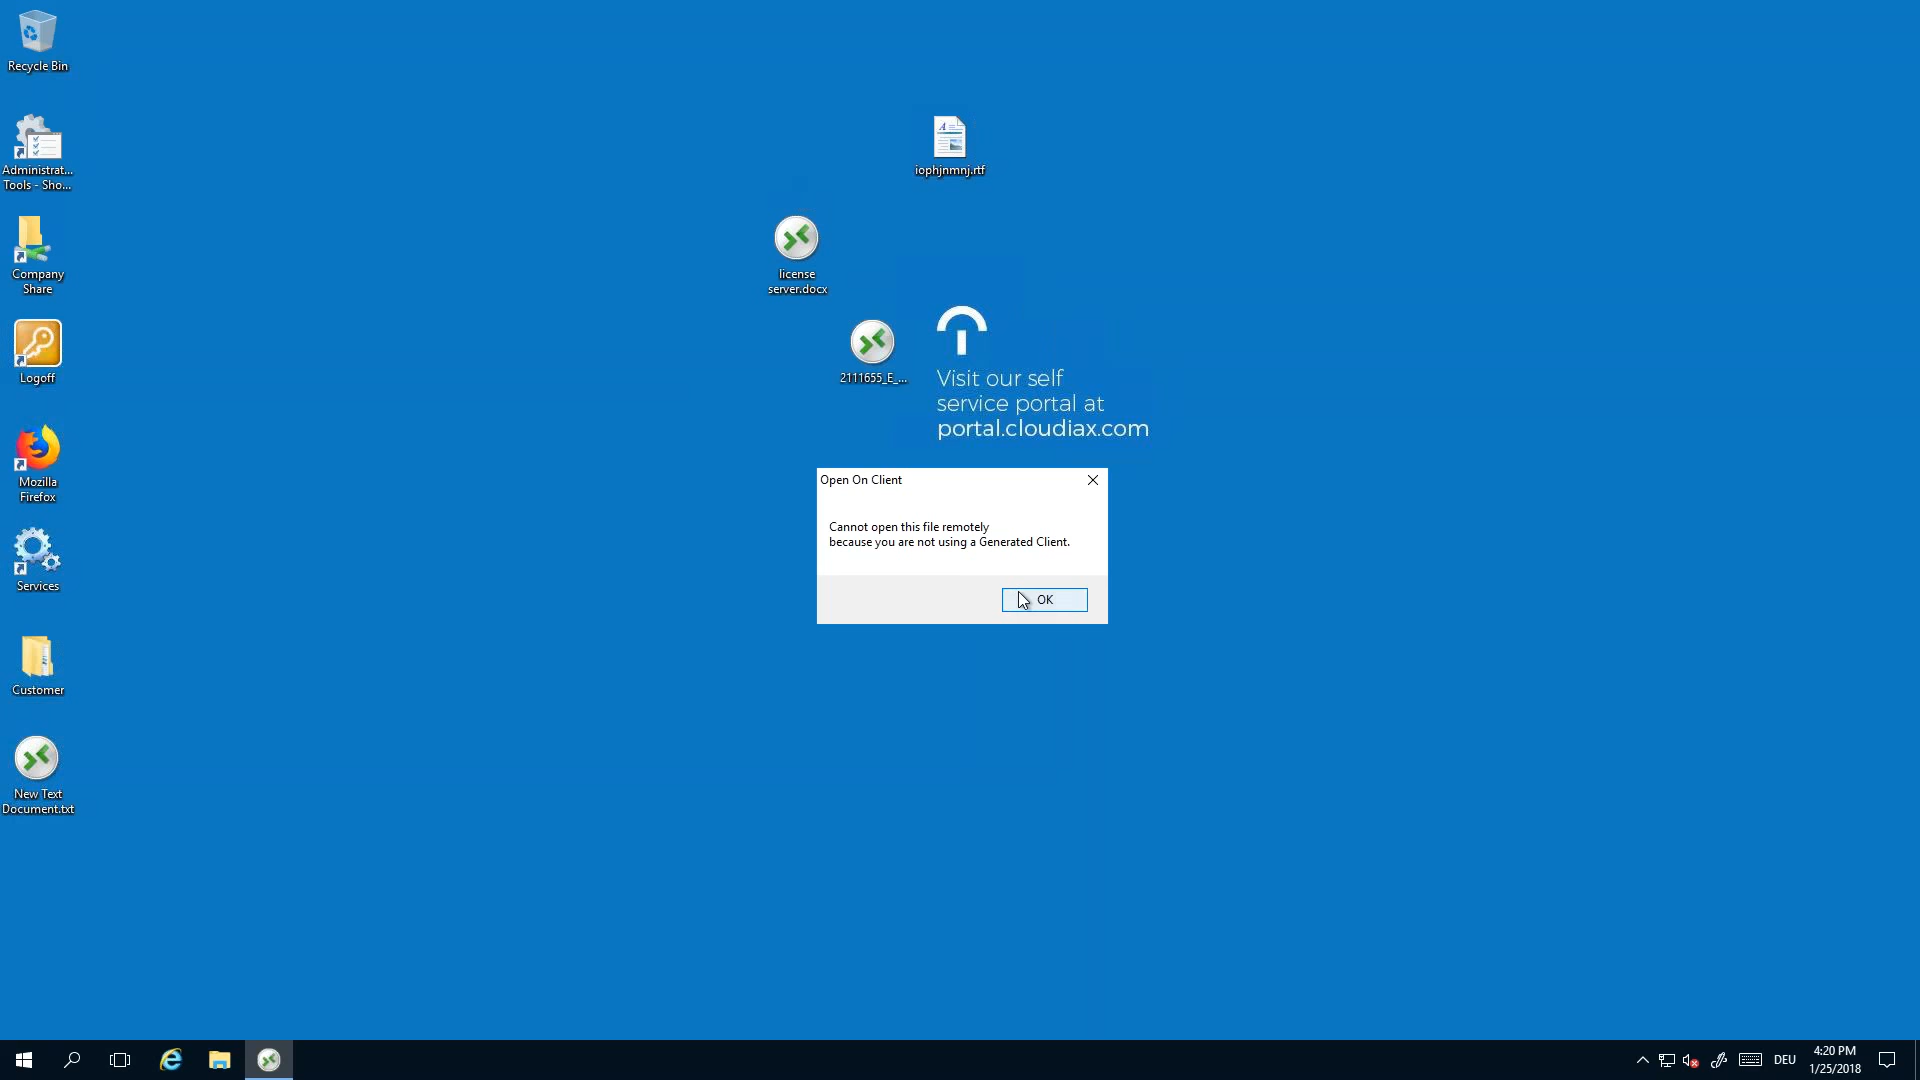 Recycle Bin
Administrat...
Tools - Sho...
Company
Share
Logoff
Mozilla
Firefox
Services
Customer
New Text
Document.txt
iophjnmnj.rtf
license
server.docx
2111655_E_...
Visit our self
service portal at
portal.cloudiax.com
Open On Client
Cannot open this file remotely
because you are not using a Generated Client.
OK
DEU
4:20 PM
1/25/2018